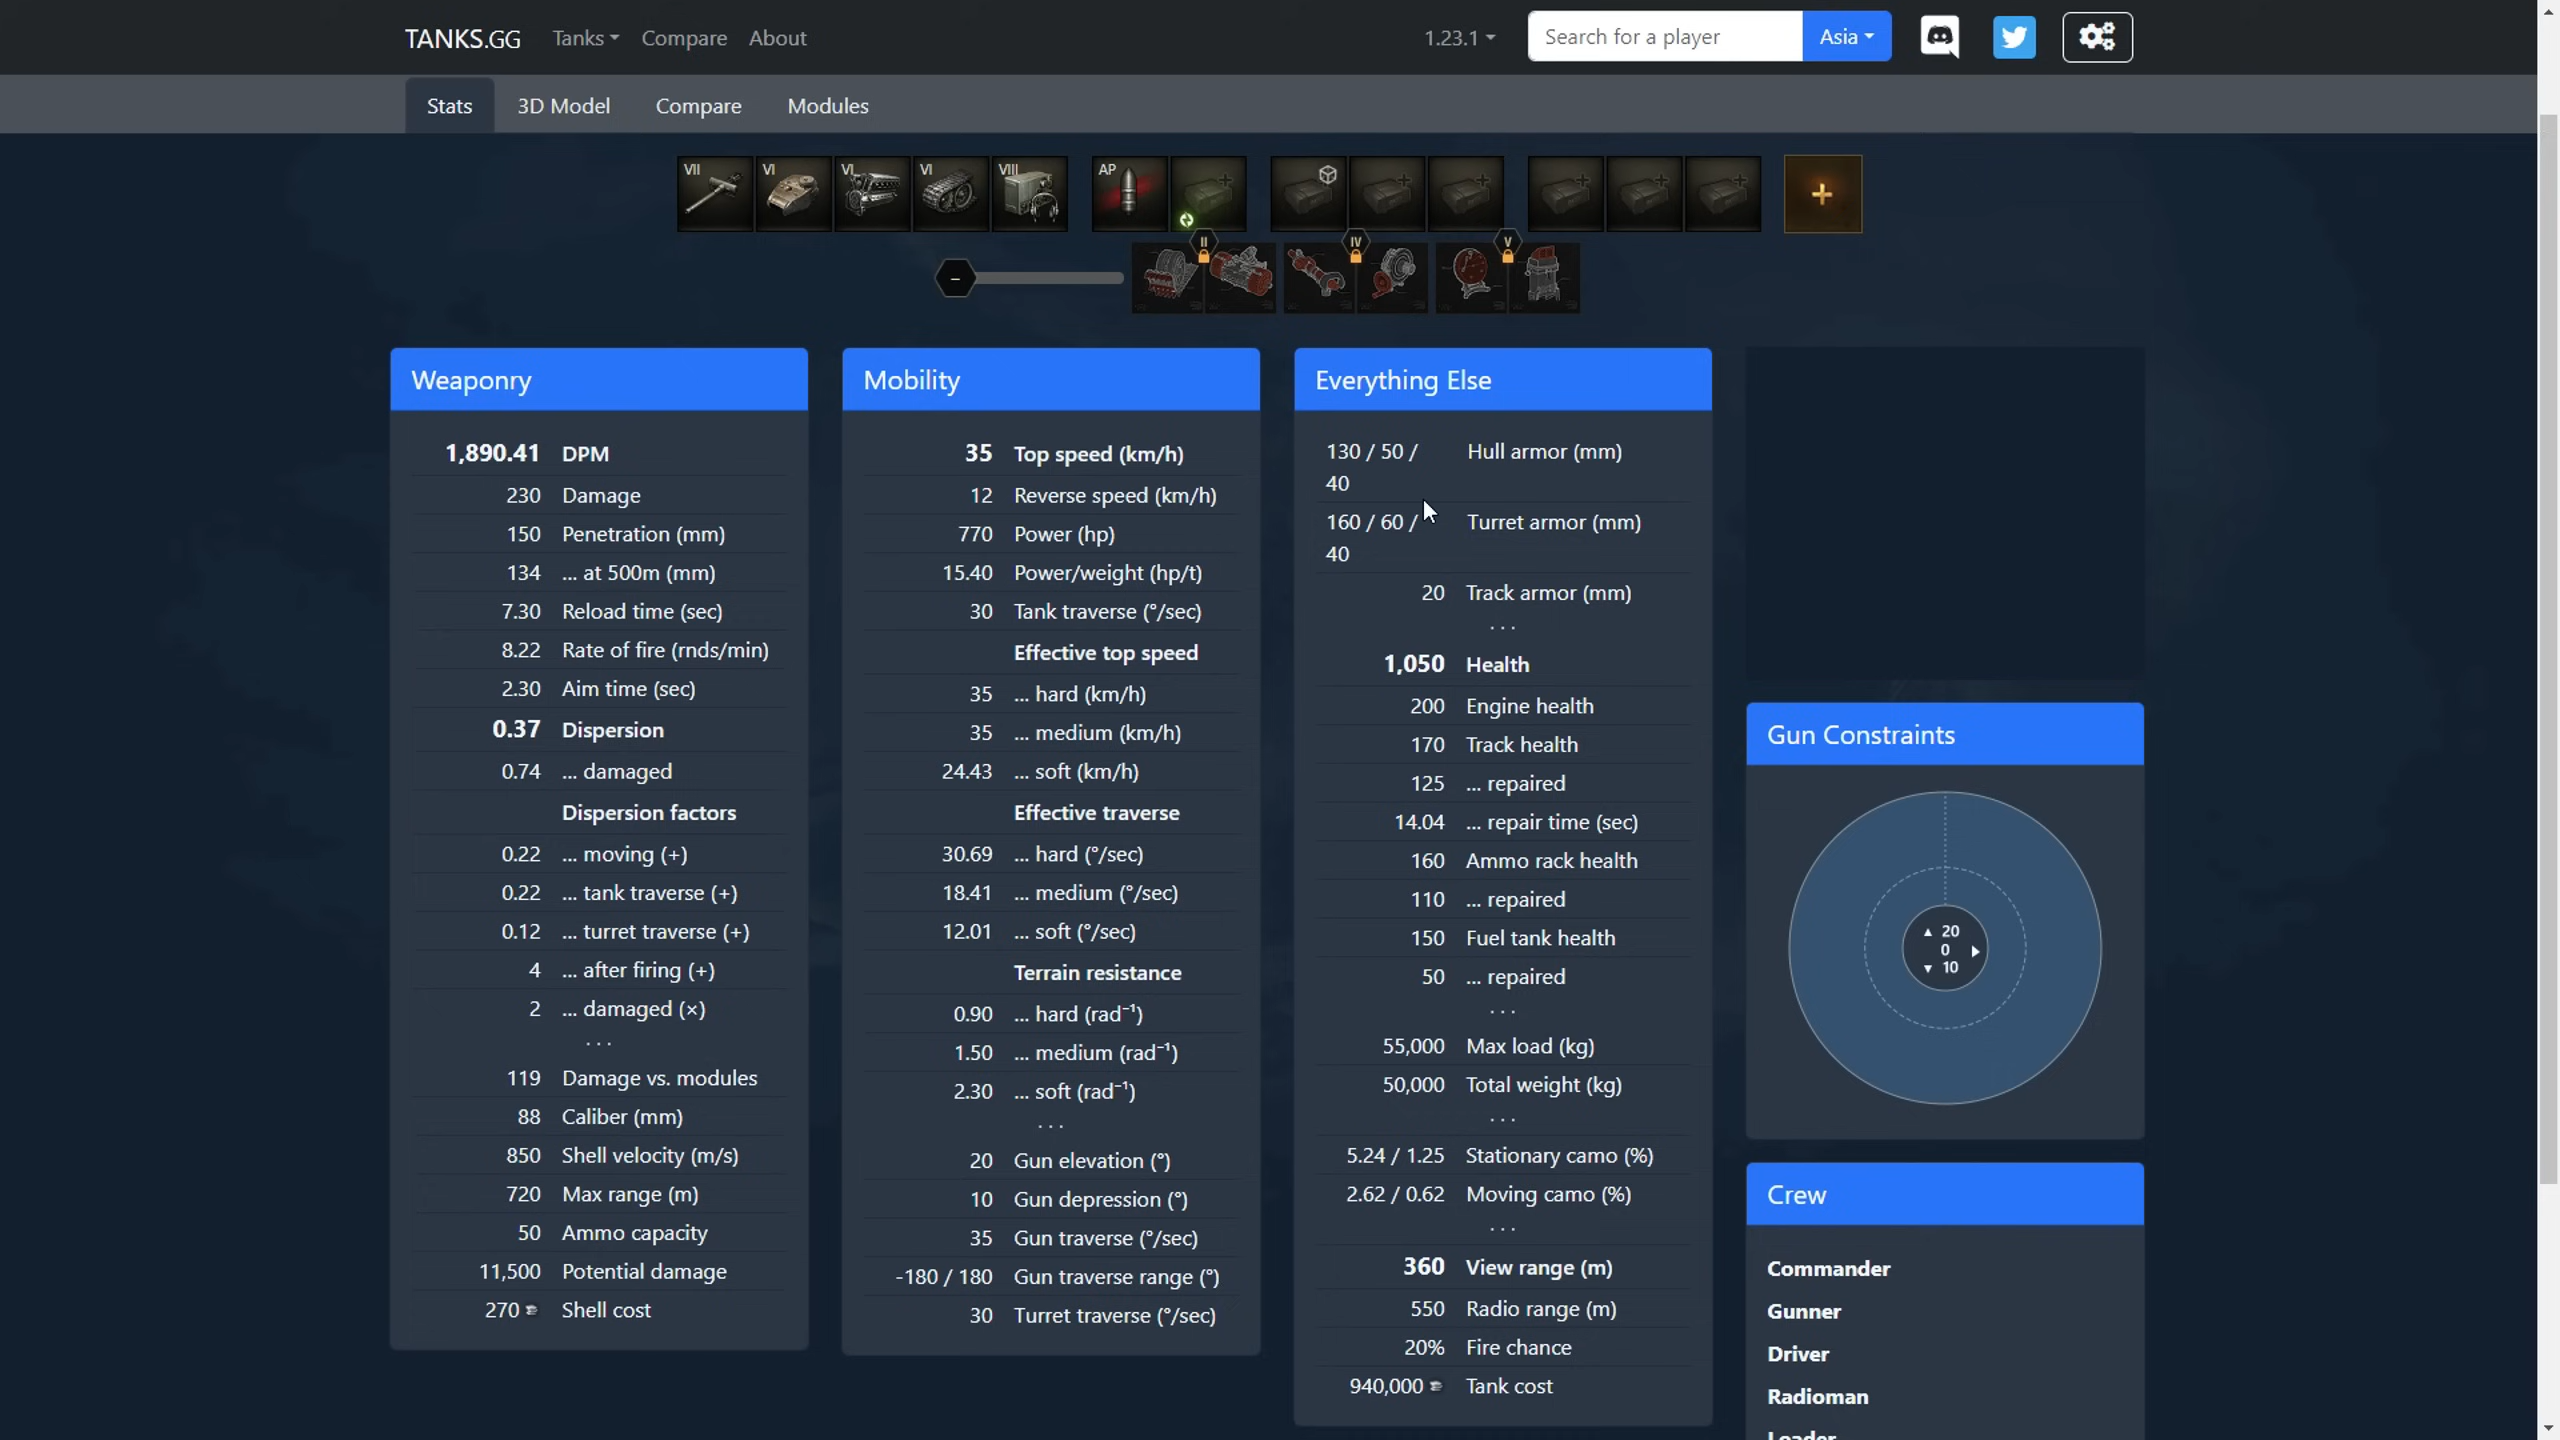 TANKS.GG Tanks Compare About 1.23.1 Search for a player Asia
Stats 3D Model Compare Modules
VII VI VI VI VIII AP
II IV V
–
Weaponry
1,890.41 DPM
230 Damage
150 Penetration (mm)
134 ... at 500m (mm)
7.30 Reload time (sec)
8.22 Rate of fire (rnds/min)
2.30 Aim time (sec)
0.37 Dispersion
0.74 ... damaged
Dispersion factors
0.22 ... moving (+)
0.22 ... tank traverse (+)
0.12 ... turret traverse (+)
4 ... after firing (+)
2 ... damaged (×)
...
119 Damage vs. modules
88 Caliber (mm)
850 Shell velocity (m/s)
720 Max range (m)
50 Ammo capacity
11,500 Potential damage
270 Shell cost
Mobility
35 Top speed (km/h)
12 Reverse speed (km/h)
770 Power (hp)
15.40 Power/weight (hp/t)
30 Tank traverse (°/sec)
Effective top speed
35 ... hard (km/h)
35 ... medium (km/h)
24.43 ... soft (km/h)
Effective traverse
30.69 ... hard (°/sec)
18.41 ... medium (°/sec)
12.01 ... soft (°/sec)
Terrain resistance
0.90 ... hard (rad⁻¹)
1.50 ... medium (rad⁻¹)
2.30 ... soft (rad⁻¹)
...
20 Gun elevation (°)
10 Gun depression (°)
35 Gun traverse (°/sec)
-180 / 180 Gun traverse range (°)
30 Turret traverse (°/sec)
Everything Else
130 / 50 / Hull armor (mm)
40
160 / 60 / Turret armor (mm)
40
20 Track armor (mm)
...
1,050 Health
200 Engine health
170 Track health
125 ... repaired
14.04 ... repair time (sec)
160 Ammo rack health
110 ... repaired
150 Fuel tank health
50 ... repaired
...
55,000 Max load (kg)
50,000 Total weight (kg)
...
5.24 / 1.25 Stationary camo (%)
2.62 / 0.62 Moving camo (%)
...
360 View range (m)
550 Radio range (m)
20% Fire chance
940,000 Tank cost
Gun Constraints
▲ 20
0 ▶
▼ 10
Crew
Commander
Gunner
Driver
Radioman
Loader